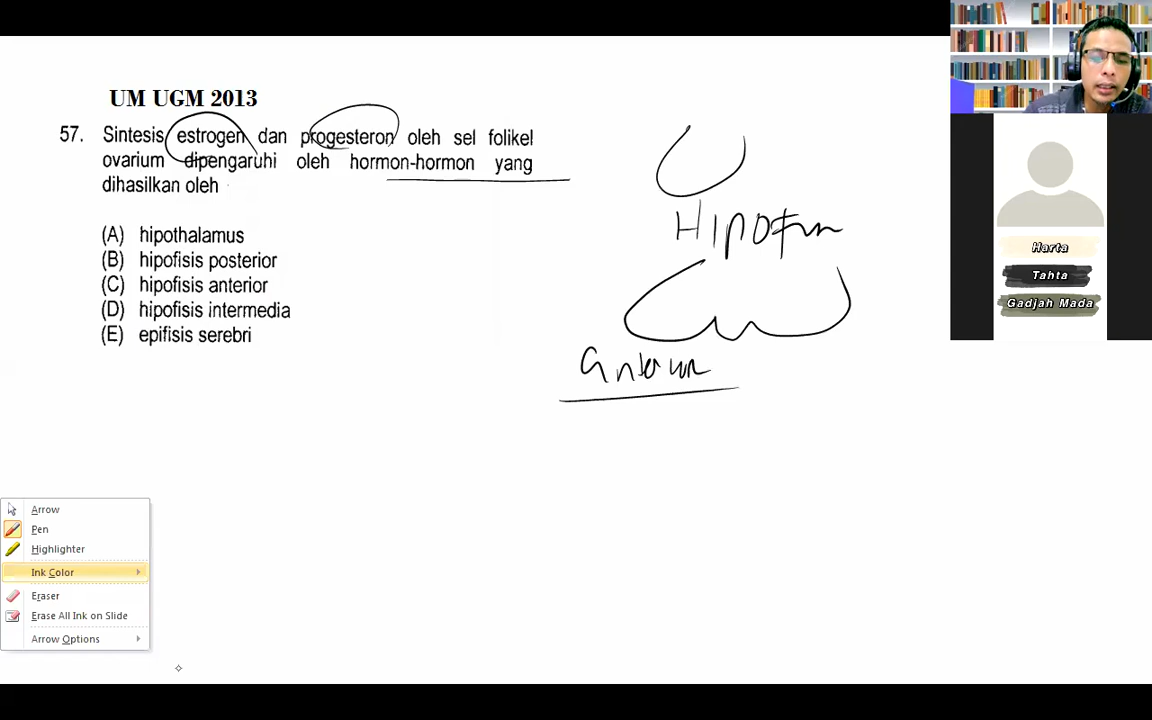 UM UGM 2013
57. Sintesis estrogen dan progesteron oleh sel folikel
ovarium dipengaruhi oleh hormon-hormon yang
dihasilkan oleh
(A) hipothalamus
(B) hipofisis posterior
(C) hipofisis anterior
(D) hipofisis intermedia
(E) epifisis serebri
anterior
Harta
Tahta
Gadjah Mada
Arrow
Pen
Highlighter
Ink Color
Eraser
Erase All Ink on Slide
Arrow Options